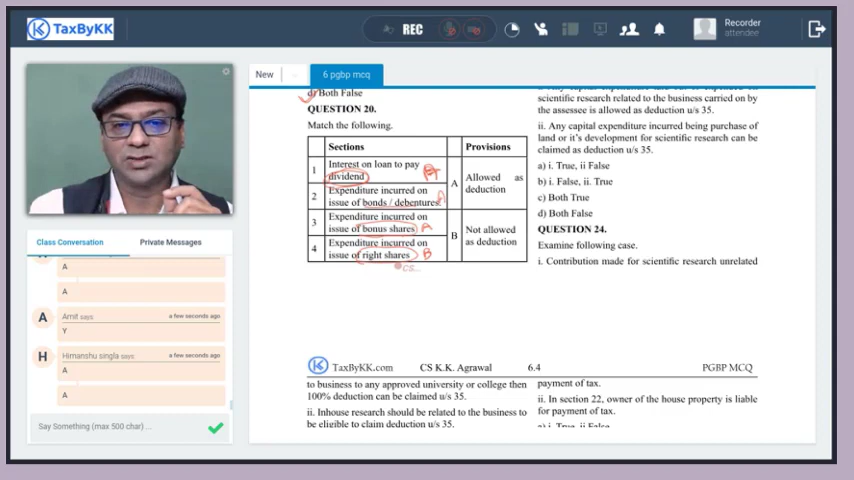 TaxByKK
REC
Recorder
attendee
New
6 pgbp mcq
d) Both False
QUESTION 20.
Match the following.
Sections
Provisions
1
Interest on loan to pay
dividend
A
2
Expenditure incurred on
issue of bonds / debentures.
A
3
Expenditure incurred on
issue of bonus shares
A
4
Expenditure incurred on
issue of right shares
B
CS...
A
Allowed as
deduction
B
Not allowed
as deduction
scientific research related to the business carried on by
the assessee is allowed as deduction u/s 35.
ii. Any capital expenditure incurred being purchase of
land or it's development for scientific research can be
claimed as deduction u/s 35.
a) i. True, ii False
b) i. False, ii. True
c) Both True
d) Both False
QUESTION 24.
Examine following case.
i. Contribution made for scientific research unrelated
TaxByKK.com CS K.K. Agrawal 6.4 PGBP MCQ
to business to any approved university or college then
100% deduction can be claimed u/s 35.
ii. Inhouse research should be related to the business to
be eligible to claim deduction u/s 35.
payment of tax.
ii. In section 22, owner of the house property is liable
for payment of tax.
a) i. True, ii False
Class Conversation
Private Messages
A
A
A
Amit says
a few seconds ago
Y
H
Himanshu singla says
a few seconds ago
A
A
Say Something (max 500 char) ...